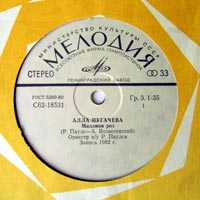 МИНИСТЕРСТВО КУЛЬТУРЫ СССР
МЕЛОДИЯ
ВСЕСОЮЗНАЯ ФИРМА ГРАМПЛАСТИНОК
СТЕРЕО
33
ЛЕНИНГРАДСКИЙ ЗАВОД
ГОСТ 5289-80
Гр. 3. 1-35
С62-18531
1
АЛЛА ПУГАЧЕВА
Миллион роз
(Р. Паулс—А. Вознесенский)
Оркестр п/у Р. Паулса
Запись 1982 г.